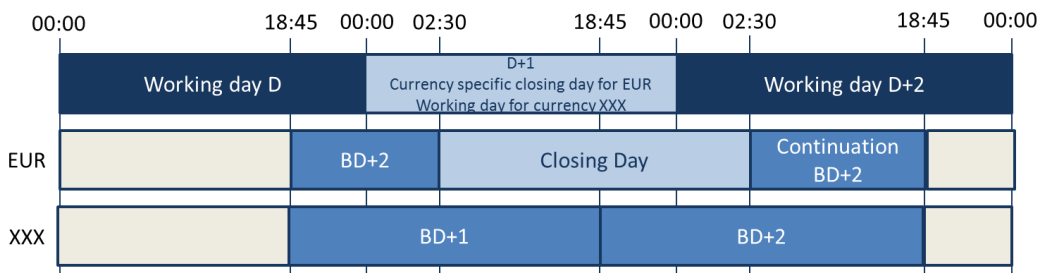 00:00 18:45 00:00 02:30 18:45 00:00 02:30 18:45 00:00
Working day D
D+1
Currency specific closing day for EUR
Working day for currency XXX
Working day D+2
EUR
BD+2
Closing Day
Continuation
BD+2
XXX
BD+1
BD+2